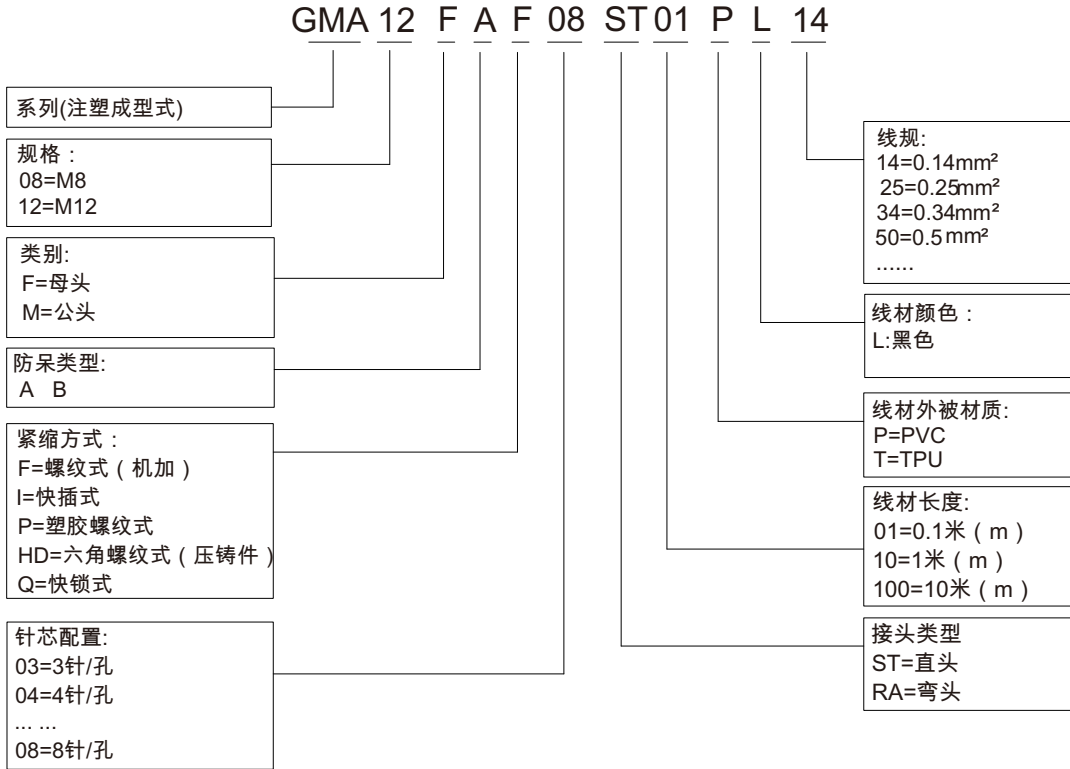 GMA 12 F A F 08 ST 01 P L 14
系列(注塑成型式)
规格：
08=M8
12=M12
类别:
F=母头
M=公头
防呆类型:
A B
紧缩方式：
F=螺纹式（机加）
I=快插式
P=塑胶螺纹式
HD=六角螺纹式（压铸件）
Q=快锁式
针芯配置:
03=3针/孔
04=4针/孔
... ...
08=8针/孔
线规:
14=0.14mm²
25=0.25mm²
34=0.34mm²
50=0.5mm²
......
线材颜色：
L:黑色
线材外被材质:
P=PVC
T=TPU
线材长度:
01=0.1米（m）
10=1米（m）
100=10米（m）
接头类型
ST=直头
RA=弯头